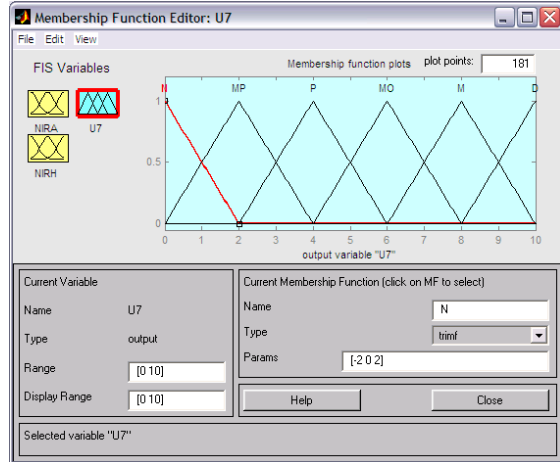 Membership Function Editor: U7
File Edit View
FIS Variables
Membership function plots plot points: 181
NIRA U7
NIRH
N MP P MO M D
1
0.5
0
0 1 2 3 4 5 6 7 8 9 10
output variable "U7"
Current Variable
Name U7
Type output
Range [0 10]
Display Range [0 10]
Current Membership Function (click on MF to select)
Name N
Type trimf
Params [-2 0 2]
Help Close
Selected variable "U7"